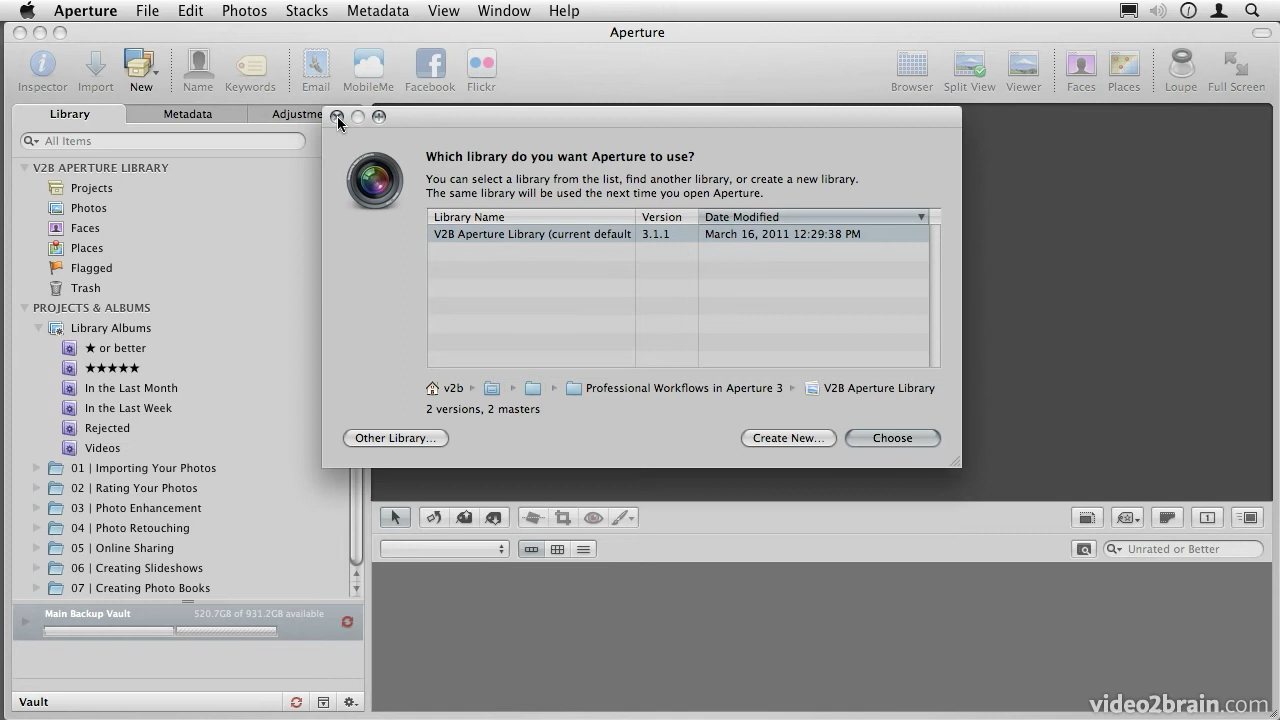 Aperture File Edit Photos Stacks Metadata View Window Help
Aperture
Inspector Import New Name Keywords Email MobileMe Facebook Flickr Browser Split View Viewer Faces Places Loupe Full Screen
Library Metadata Adjustme
All Items
V2B APERTURE LIBRARY
Projects
Photos
Faces
Places
Flagged
Trash
PROJECTS & ALBUMS
Library Albums
★ or better
★★★★★
In the Last Month
In the Last Week
Rejected
Videos
01 | Importing Your Photos
02 | Rating Your Photos
03 | Photo Enhancement
04 | Photo Retouching
05 | Online Sharing
06 | Creating Slideshows
07 | Creating Photo Books
Main Backup Vault 520.7GB of 931.2GB available
Vault
Which library do you want Aperture to use?
You can select a library from the list, find another library, or create a new library.
The same library will be used the next time you open Aperture.
Library Name Version Date Modified
V2B Aperture Library (current default 3.1.1 March 16, 2011 12:29:38 PM
v2b Professional Workflows in Aperture 3 V2B Aperture Library
2 versions, 2 masters
Other Library... Create New... Choose
1
Unrated or Better
video2brain.com